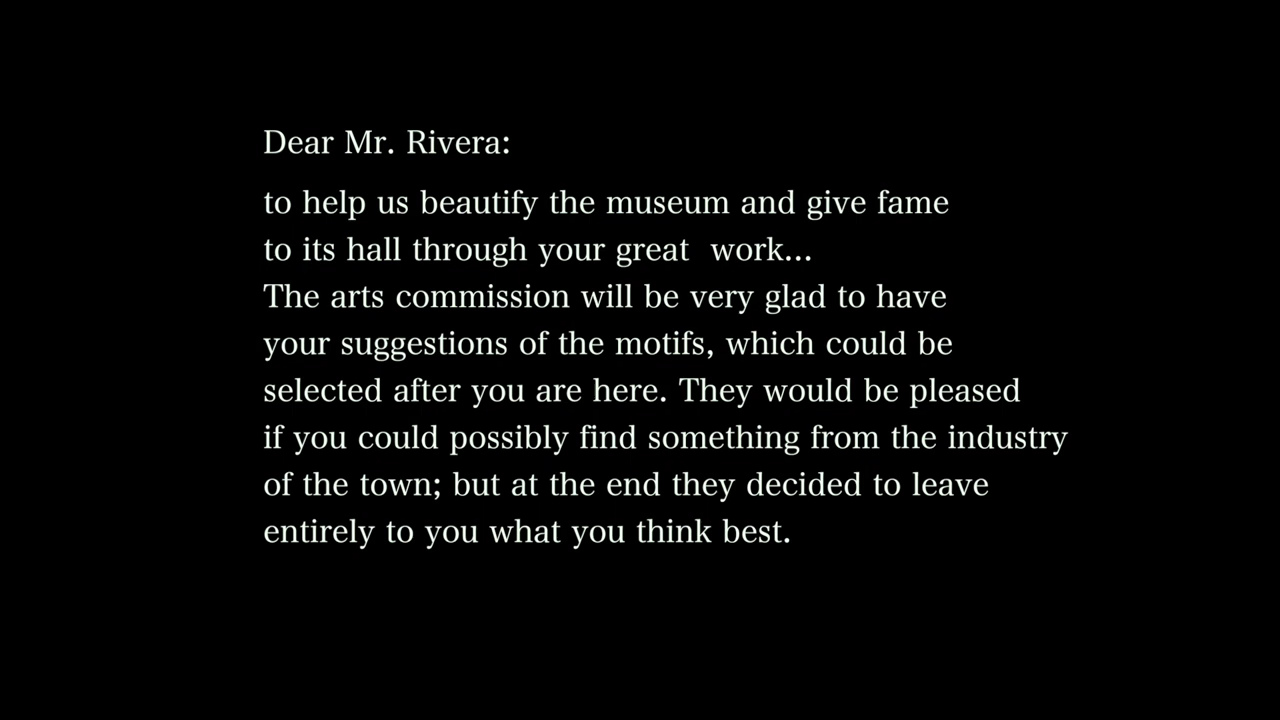 Dear Mr. Rivera:
to help us beautify the museum and give fame
to its hall through your great  work...
The arts commission will be very glad to have
your suggestions of the motifs, which could be
selected after you are here. They would be pleased
if you could possibly find something from the industry
of the town; but at the end they decided to leave
entirely to you what you think best.